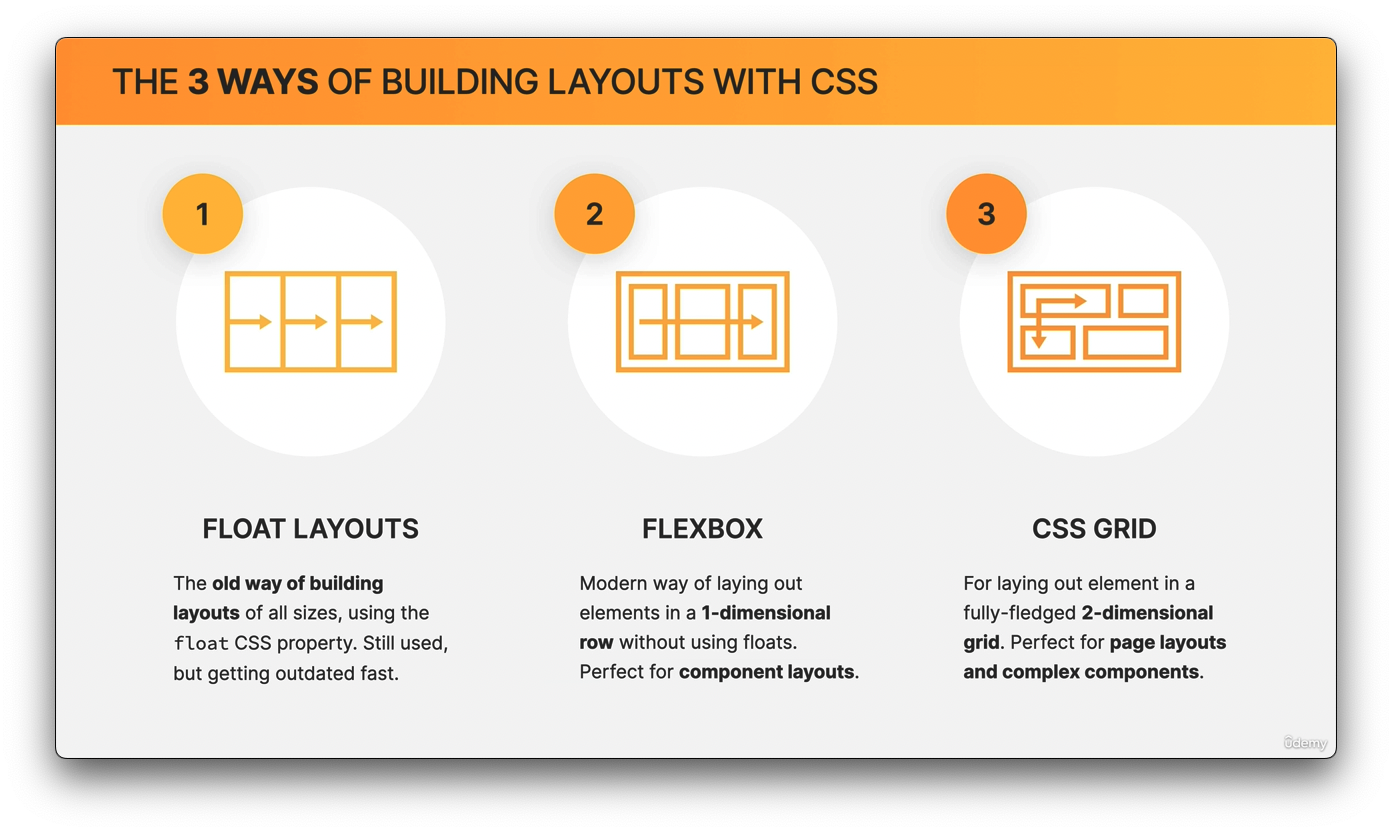 THE 3 WAYS OF BUILDING LAYOUTS WITH CSS
1
2
3
FLOAT LAYOUTS
The old way of building
layouts of all sizes, using the
float CSS property. Still used,
but getting outdated fast.
FLEXBOX
Modern way of laying out
elements in a 1-dimensional
row without using floats.
Perfect for component layouts.
CSS GRID
For laying out element in a
fully-fledged 2-dimensional
grid. Perfect for page layouts
and complex components.
ûdemy